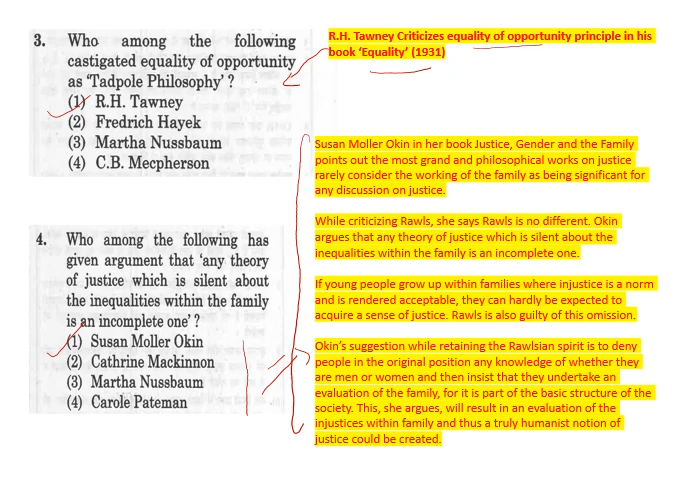 3. Who among the following
castigated equality of opportunity
as 'Tadpole Philosophy' ?
(1) R.H. Tawney
(2) Fredrich Hayek
(3) Martha Nussbaum
(4) C.B. Mecpherson
R.H. Tawney Criticizes equality of opportunity principle in his
book 'Equality' (1931)
4. Who among the following has
given argument that 'any theory
of justice which is silent about
the inequalities within the family
is an incomplete one' ?
(1) Susan Moller Okin
(2) Cathrine Mackinnon
(3) Martha Nussbaum
(4) Carole Pateman
Susan Moller Okin in her book Justice, Gender and the Family
points out the most grand and philosophical works on justice
rarely consider the working of the family as being significant for
any discussion on justice.
While criticizing Rawls, she says Rawls is no different. Okin
argues that any theory of justice which is silent about the
inequalities within the family is an incomplete one.
If young people grow up within families where injustice is a norm
and is rendered acceptable, they can hardly be expected to
acquire a sense of justice. Rawls is also guilty of this omission.
Okin's suggestion while retaining the Rawlsian spirit is to deny
people in the original position any knowledge of whether they
are men or women and then insist that they undertake an
evaluation of the family, for it is part of the basic structure of the
society. This, she argues, will result in an evaluation of the
injustices within family and thus a truly humanist notion of
justice could be created.